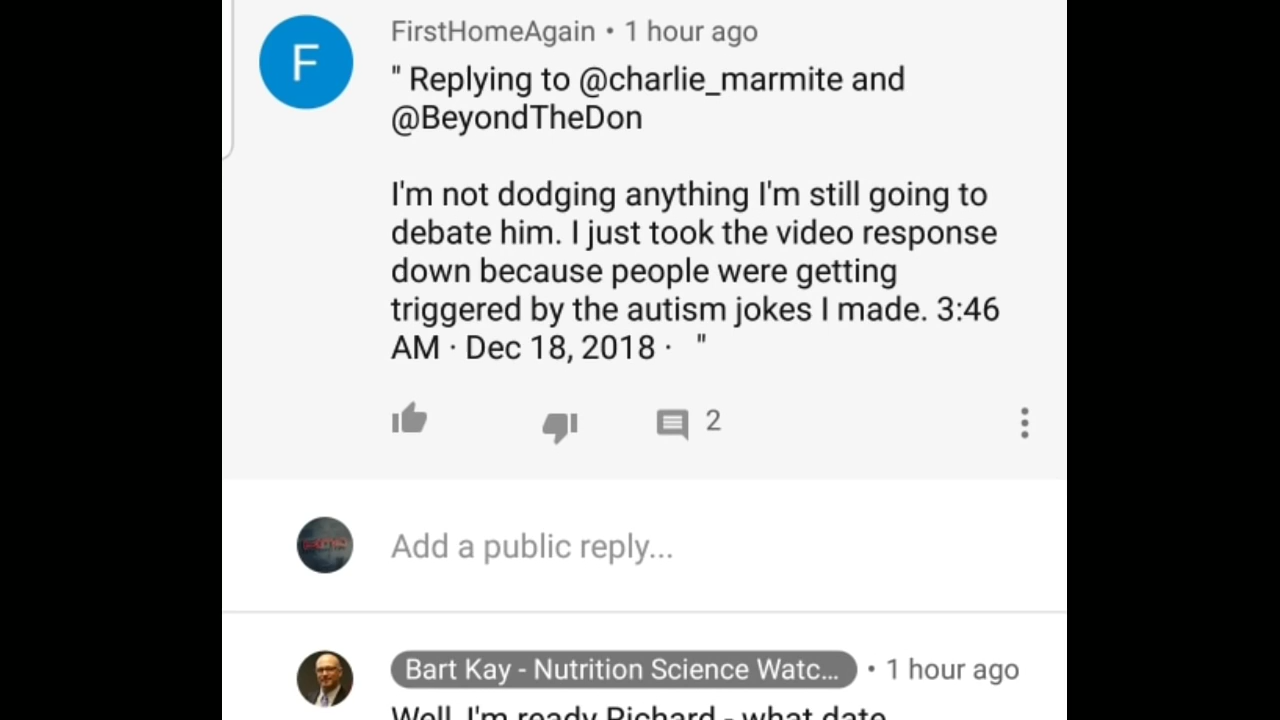 F
FirstHomeAgain • 1 hour ago
" Replying to @charlie_marmite and
@BeyondTheDon
I'm not dodging anything I'm still going to
debate him. I just took the video response
down because people were getting
triggered by the autism jokes I made. 3:46
AM · Dec 18, 2018 · "
2
Add a public reply...
Bart Kay - Nutrition Science Watc... • 1 hour ago
Well, I'm ready Richard - what date